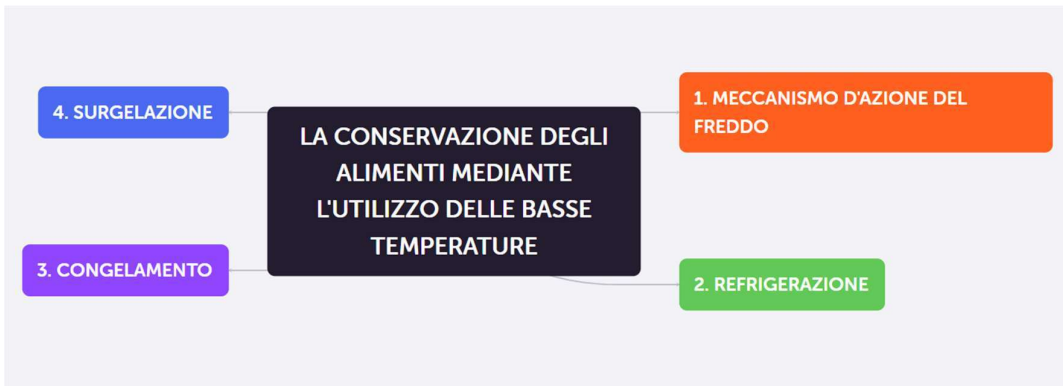 LA CONSERVAZIONE DEGLI
ALIMENTI MEDIANTE
L'UTILIZZO DELLE BASSE
TEMPERATURE
1. MECCANISMO D'AZIONE DEL
FREDDO
2. REFRIGERAZIONE
3. CONGELAMENTO
4. SURGELAZIONE